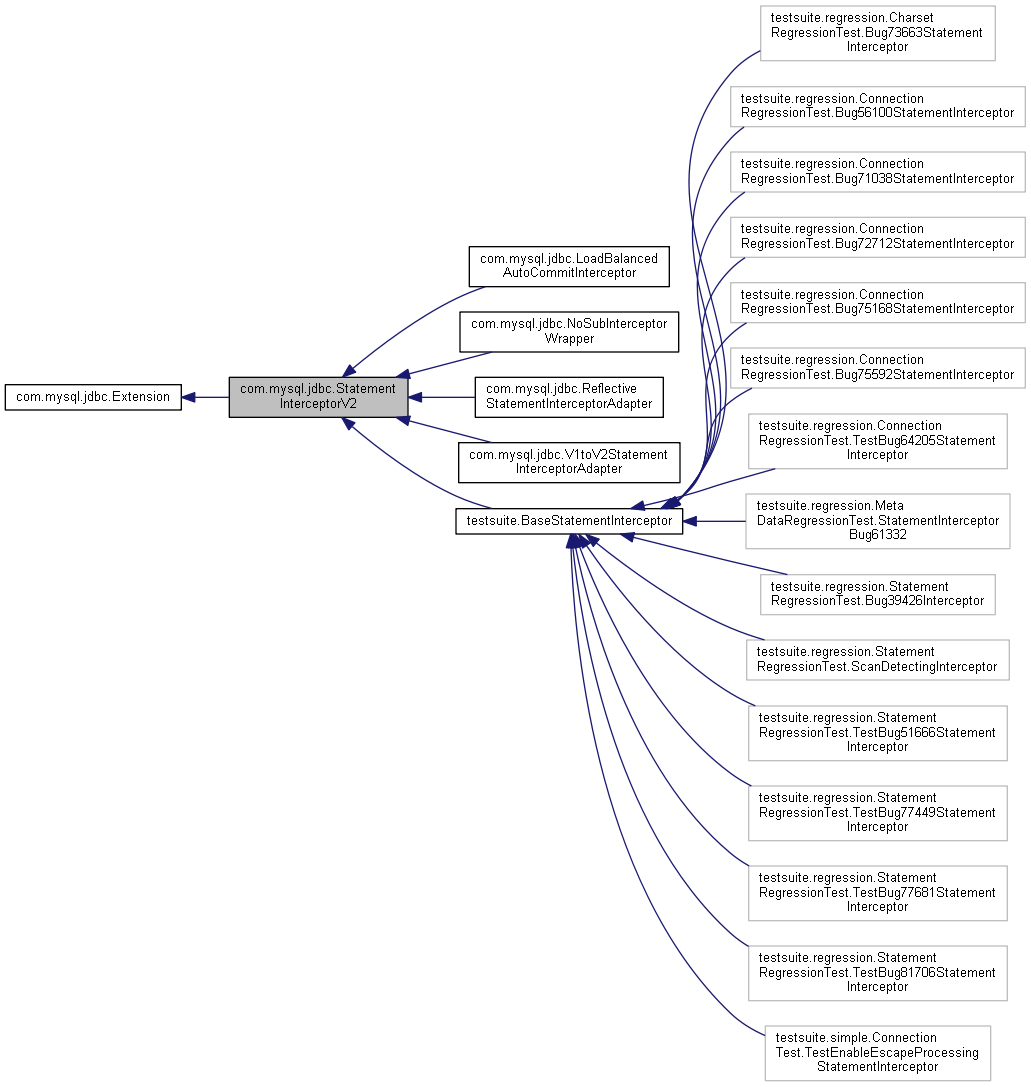 com.mysql.jdbc.Extension
com.mysql.jdbc.Statement
InterceptorV2
com.mysql.jdbc.LoadBalanced
AutoCommitInterceptor
com.mysql.jdbc.NoSubInterceptor
Wrapper
com.mysql.jdbc.Reflective
StatementInterceptorAdapter
com.mysql.jdbc.V1toV2Statement
InterceptorAdapter
testsuite.BaseStatementInterceptor
testsuite.regression.Charset
RegressionTest.Bug73663Statement
Interceptor
testsuite.regression.Connection
RegressionTest.Bug56100StatementInterceptor
testsuite.regression.Connection
RegressionTest.Bug71038StatementInterceptor
testsuite.regression.Connection
RegressionTest.Bug72712StatementInterceptor
testsuite.regression.Connection
RegressionTest.Bug75168StatementInterceptor
testsuite.regression.Connection
RegressionTest.Bug75592StatementInterceptor
testsuite.regression.Connection
RegressionTest.TestBug64205Statement
Interceptor
testsuite.regression.Meta
DataRegressionTest.StatementInterceptor
Bug61332
testsuite.regression.Statement
RegressionTest.Bug39426Interceptor
testsuite.regression.Statement
RegressionTest.ScanDetectingInterceptor
testsuite.regression.Statement
RegressionTest.TestBug51666Statement
Interceptor
testsuite.regression.Statement
RegressionTest.TestBug77449Statement
Interceptor
testsuite.regression.Statement
RegressionTest.TestBug77681Statement
Interceptor
testsuite.regression.Statement
RegressionTest.TestBug81706Statement
Interceptor
testsuite.simple.Connection
Test.TestEnableEscapeProcessing
StatementInterceptor